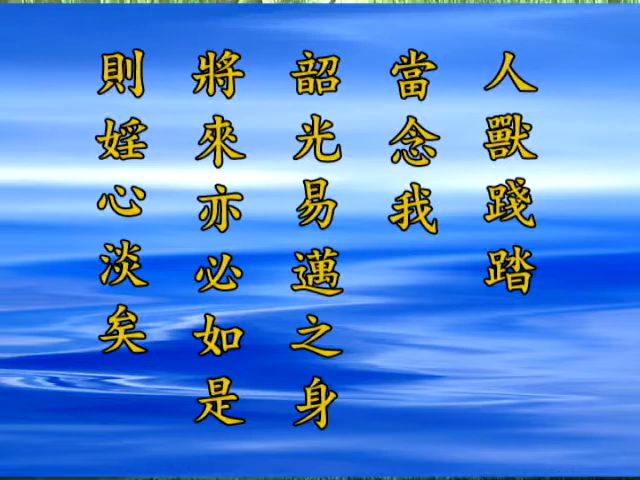 人獸踐踏
當念我
韶光易邁之身
將來亦必如是
則婬心淡矣